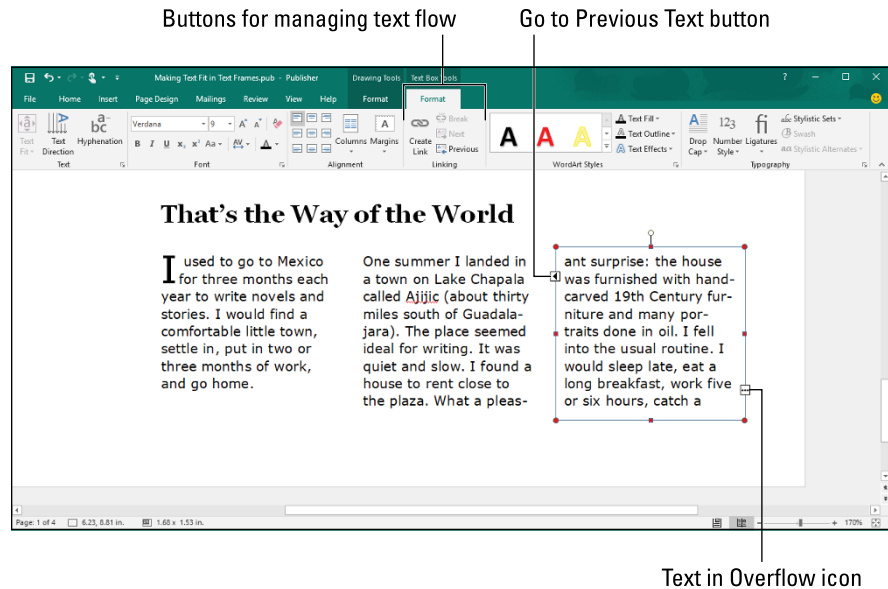 Buttons for managing text flow
Go to Previous Text button
Making Text Fit in Text Frames.pub - Publisher
Drawing Tools
Text Box Tools
?
File Home Insert Page Design Mailings Review View Help Format Format
Text Fit
Text Direction
a-
bc
Hyphenation
Text
Verdana
9
A A
B I U x, x² Aa AV A
Font
Columns
A
Margins
Alignment
Create Link
Break
Next
Previous
Linking
A A A
Text Fill
Text Outline
Text Effects
WordArt Styles
A
Drop Cap
123
Number Style
fi
Ligatures
abc Stylistic Sets
Swash
aaa Stylistic Alternates
Typography
That's the Way of the World
I used to go to Mexico
for three months each
year to write novels and
stories. I would find a
comfortable little town,
settle in, put in two or
three months of work,
and go home.
One summer I landed in
a town on Lake Chapala
called Ajijic (about thirty
miles south of Guadala-
jara). The place seemed
ideal for writing. It was
quiet and slow. I found a
house to rent close to
the plaza. What a pleas-
ant surprise: the house
was furnished with hand-
carved 19th Century fur-
niture and many por-
traits done in oil. I fell
into the usual routine. I
would sleep late, eat a
long breakfast, work five
or six hours, catch a
Page: 1 of 4 6.23, 8.81 in. 1.68 x 1.53 in. 170%
Text in Overflow icon